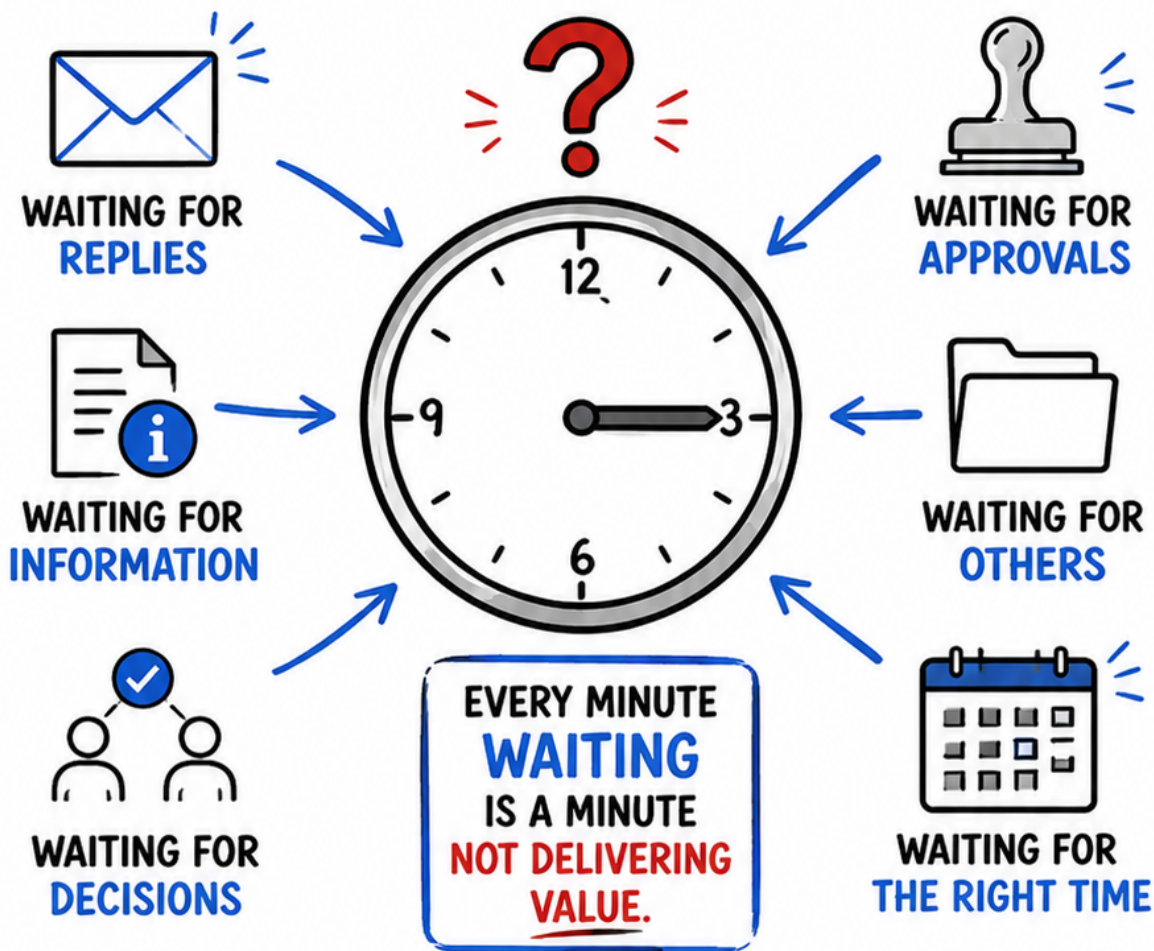 WAITING FOR
REPLIES
?
WAITING FOR
APPROVALS
12
9
3
6
i
WAITING FOR
INFORMATION
WAITING FOR
OTHERS
WAITING FOR
DECISIONS
EVERY MINUTE
WAITING
IS A MINUTE
NOT DELIVERING
VALUE.
WAITING FOR
THE RIGHT TIME